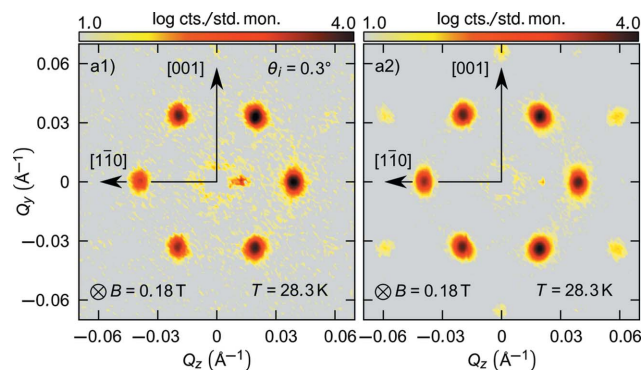 log cts./std. mon.
1.0 4.0
log cts./std. mon.
1.0 4.0
a1)
[001]
θi = 0.3°
a2)
[001]
[11̄0]
[11̄0]
0.06
0.03
0
−0.03
−0.06
Qy (Å⁻¹)
⊗ B = 0.18 T
T = 28.3 K
⊗ B = 0.18 T
T = 28.3 K
−0.06 −0.03 0 0.03 0.06
−0.06 −0.03 0 0.03 0.06
Qz (Å⁻¹)
Qz (Å⁻¹)